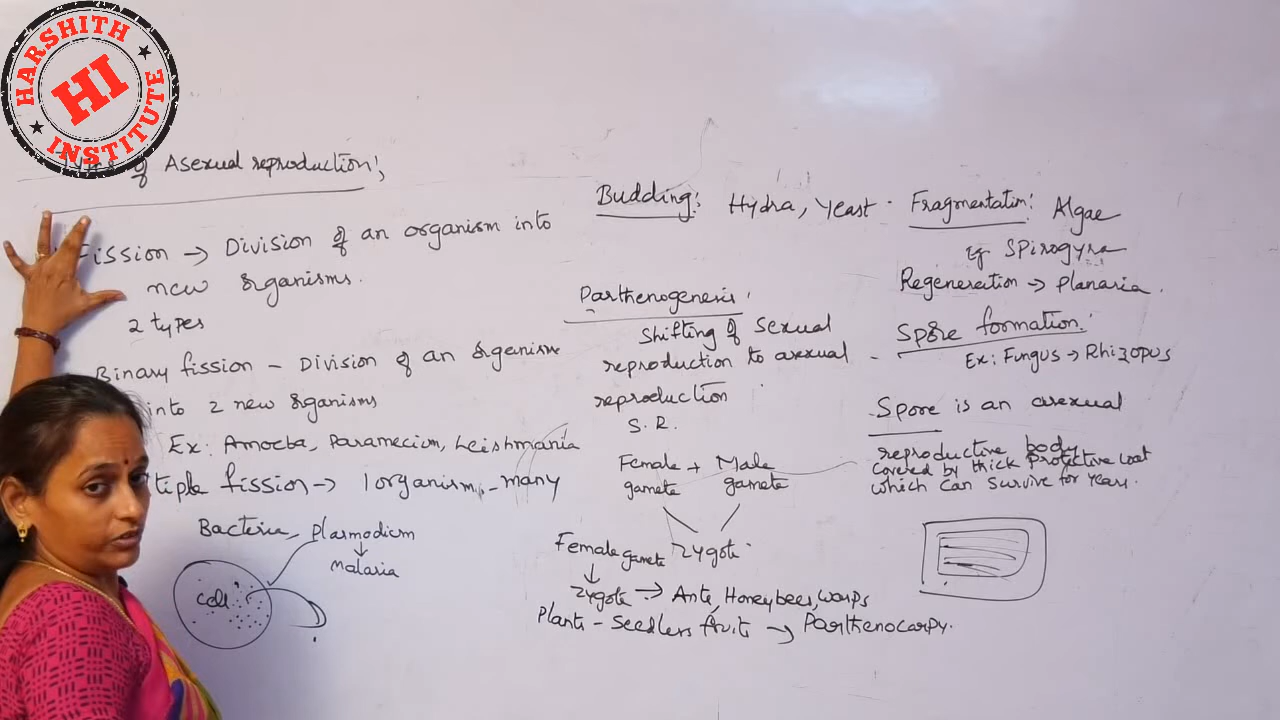 HARSHITH
HI
INSTITUTE
of Asexual reproduction:
Fission → Division of an organism into
new organisms.
2 types
Binary fission - Division of an organism
into 2 new organisms
Ex: Amoeba, Paramecium, Leishmania
tiple fission → 1 organism - many
Bacteria, Plasmodium
↓
Malaria
Cell
Budding: Hydra, Yeast.
Parthenogenesis:
Shifting of Sexual
reproduction to asexual
reproduction
S.R.
Female + Male
gamete gamete
Zygote
Female gamete
↓
Zygote → Ants, Honeybees, wasps
Plants - Seedless fruits → Parthenocarpy.
Fragmentation: Algae
eg Spirogyra
Regeneration → Planaria.
Spore formation:
Ex: Fungus → Rhizopus
Spore is an asexual
reproductive body
covered by thick Protective coat
which can survive for years.